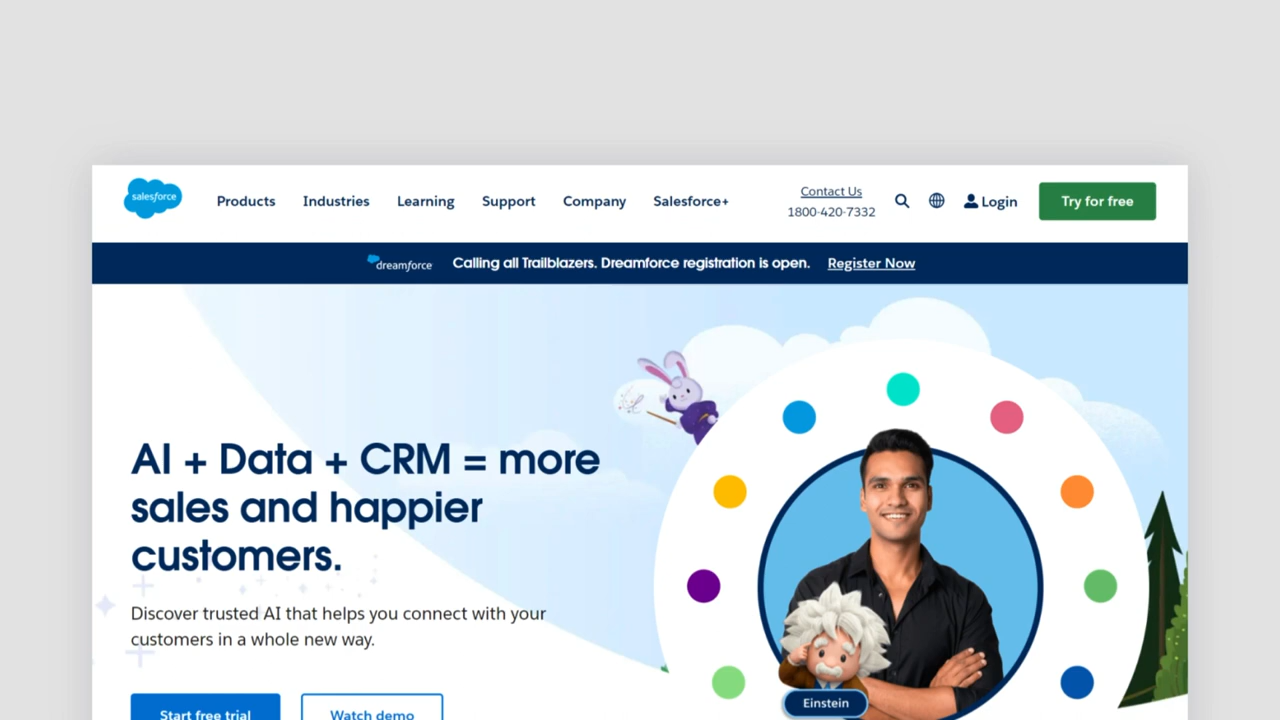 salesforce
Products
Industries
Learning
Support
Company
Salesforce+
Contact Us
1800-420-7332
Login
Try for free
dreamforce
Calling all Trailblazers. Dreamforce registration is open.
Register Now
AI + Data + CRM = more
sales and happier
customers.
Discover trusted AI that helps you connect with your
customers in a whole new way.
Start free trial
Watch demo
Einstein